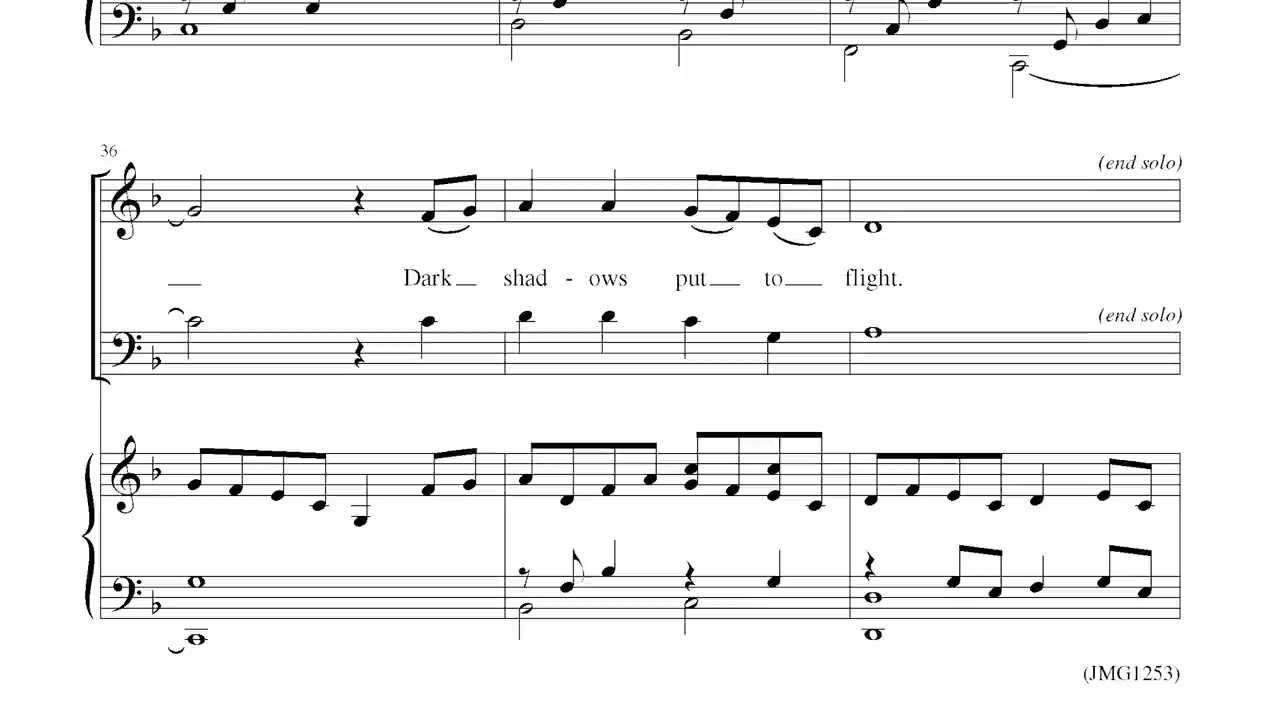 36
(end solo)
Dark shad - ows put to flight.
(end solo)
(JMG1253)